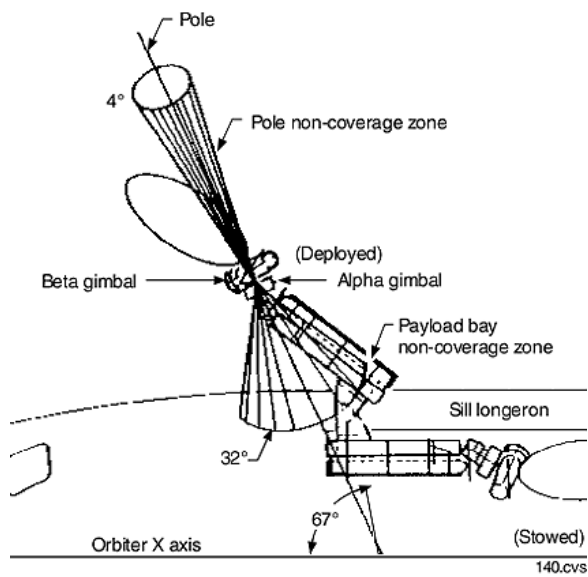 Pole
4°
Pole non-coverage zone
(Deployed)
Beta gimbal
Alpha gimbal
Payload bay
non-coverage zone
Sill longeron
32°
67°
Orbiter X axis
(Stowed)
140.cvs